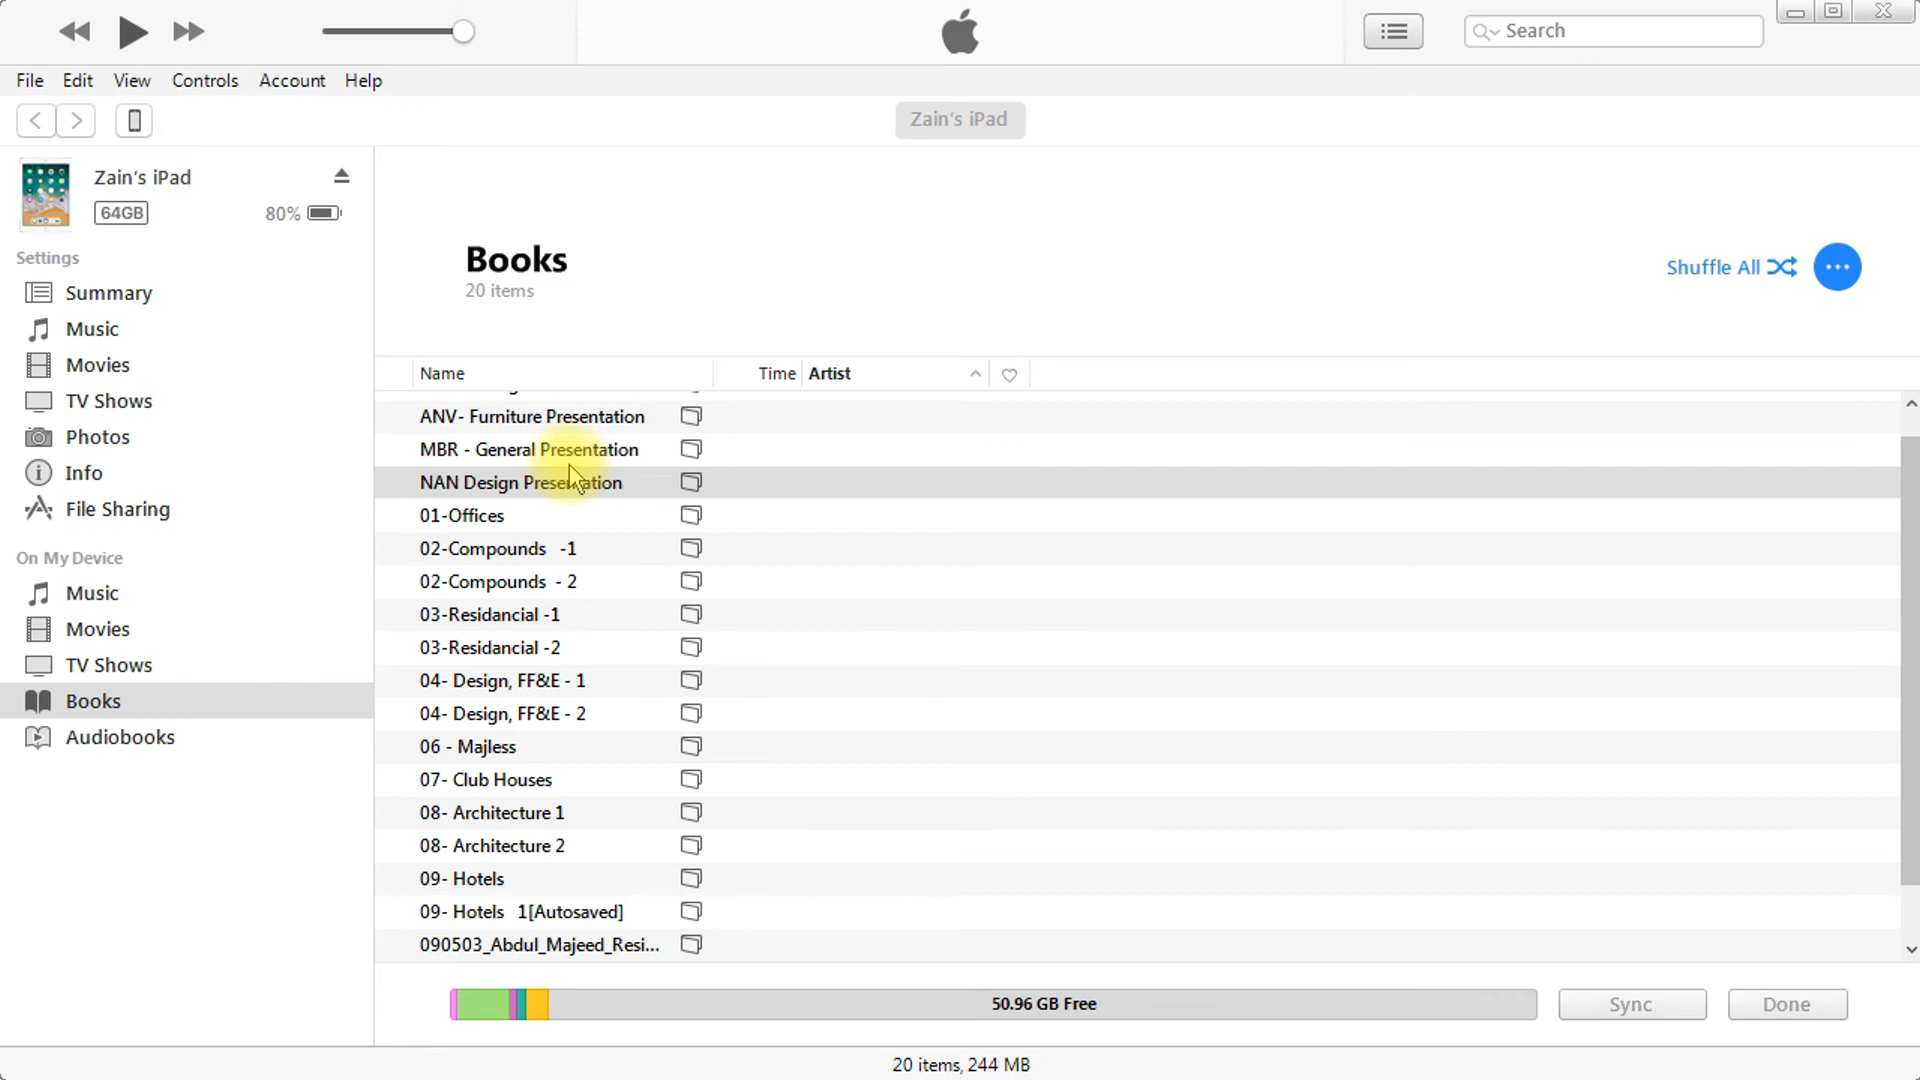 Search
File Edit View Controls Account Help
Zain's iPad
Zain's iPad
64GB 80%
Settings
Summary
Music
Movies
TV Shows
Photos
Info
File Sharing
On My Device
Music
Movies
TV Shows
Books
Audiobooks
Books
20 items
Shuffle All
Name Time Artist
ANV- Furniture Presentation
MBR - General Presentation
NAN Design Presentation
01-Offices
02-Compounds -1
02-Compounds - 2
03-Residancial -1
03-Residancial -2
04- Design, FF&E - 1
04- Design, FF&E - 2
06 - Majless
07- Club Houses
08- Architecture 1
08- Architecture 2
09- Hotels
09- Hotels 1[Autosaved]
090503_Abdul_Majeed_Resi...
50.96 GB Free
Sync Done
20 items, 244 MB